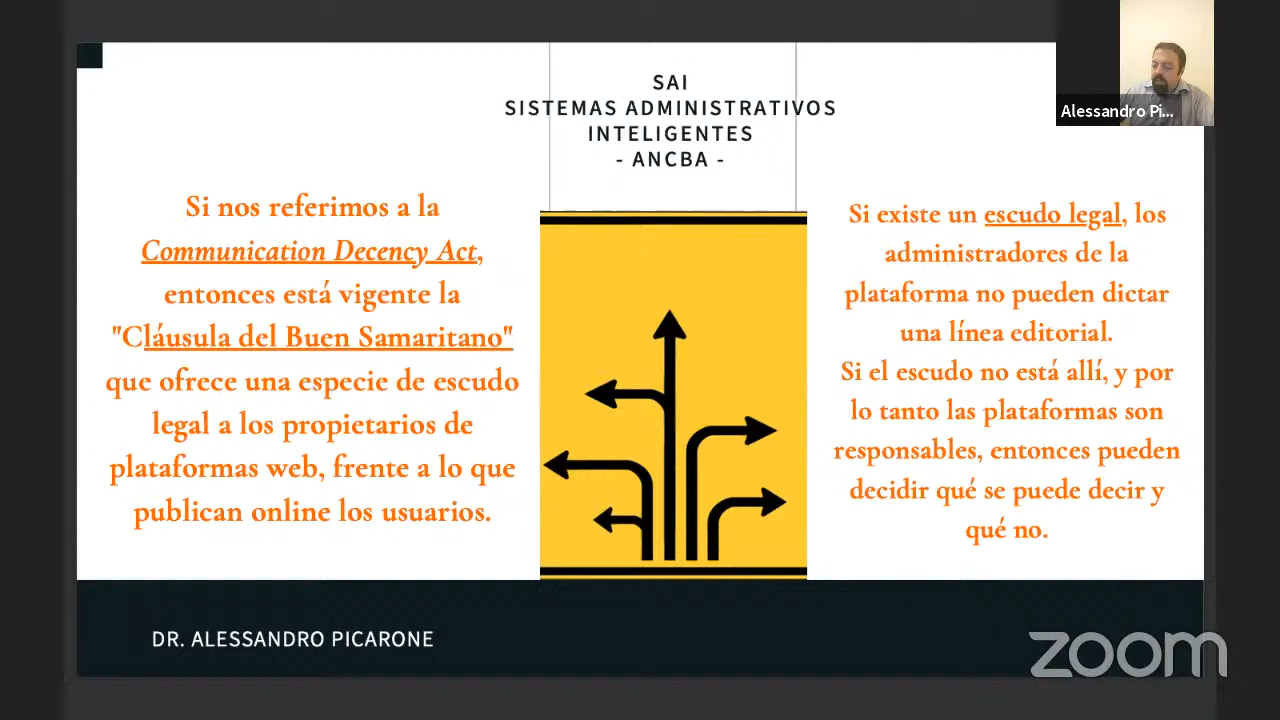 SAI
SISTEMAS ADMINISTRATIVOS
INTELIGENTES
- ANCBA -
Alessandro Pi...
Si nos referimos a la
Communication Decency Act,
entonces está vigente la
"Cláusula del Buen Samaritano"
que ofrece una especie de escudo
legal a los propietarios de
plataformas web, frente a lo que
publican online los usuarios.
Si existe un escudo legal, los
administradores de la
plataforma no pueden dictar
una línea editorial.
Si el escudo no está allí, y por
lo tanto las plataformas son
responsables, entonces pueden
decidir qué se puede decir y
qué no.
DR. ALESSANDRO PICARONE
zoom